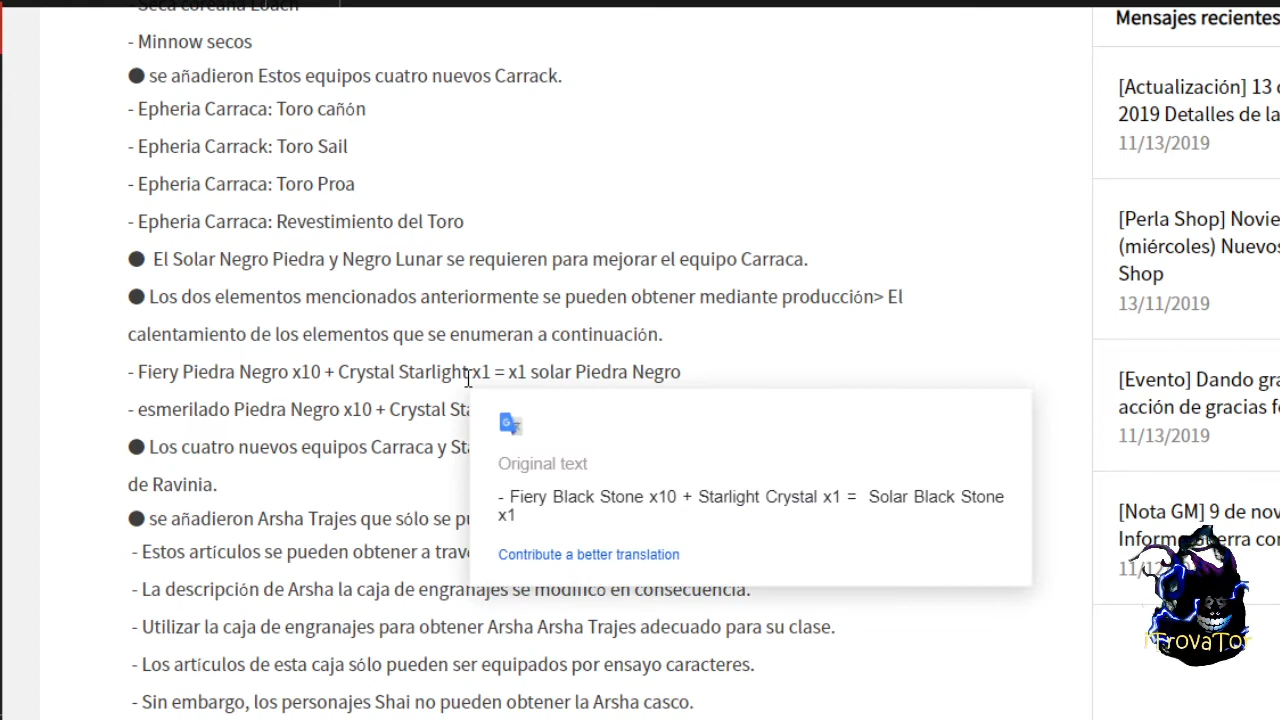 - Seca coreana Loach
- Minnow secos
● se añadieron Estos equipos cuatro nuevos Carrack.
- Epheria Carraca: Toro cañón
- Epheria Carrack: Toro Sail
- Epheria Carraca: Toro Proa
- Epheria Carraca: Revestimiento del Toro
● El Solar Negro Piedra y Negro Lunar se requieren para mejorar el equipo Carraca.
● Los dos elementos mencionados anteriormente se pueden obtener mediante producción> El
calentamiento de los elementos que se enumeran a continuación.
- Fiery Piedra Negro x10 + Crystal Starlight x1 = x1 solar Piedra Negro
- esmerilado Piedra Negro x10 + Crystal Sta
● Los cuatro nuevos equipos Carraca y Sta
de Ravinia.
● se añadieron Arsha Trajes que sólo se pu
- Estos artículos se pueden obtener a trav
- La descripción de Arsha la caja de engranajes se modificó en consecuencia.
- Utilizar la caja de engranajes para obtener Arsha Arsha Trajes adecuado para su clase.
- Los artículos de esta caja sólo pueden ser equipados por ensayo caracteres.
- Sin embargo, los personajes Shai no pueden obtener la Arsha casco.
Original text
- Fiery Black Stone x10 + Starlight Crystal x1 = Solar Black Stone
x1
Contribute a better translation
Mensajes recientes
[Actualización] 13 d
2019 Detalles de la
11/13/2019
[Perla Shop] Novie
(miércoles) Nuevos
Shop
13/11/2019
[Evento] Dando gra
acción de gracias f
11/13/2019
[Nota GM] 9 de nov
Informe Guerra con
iTrovaTor